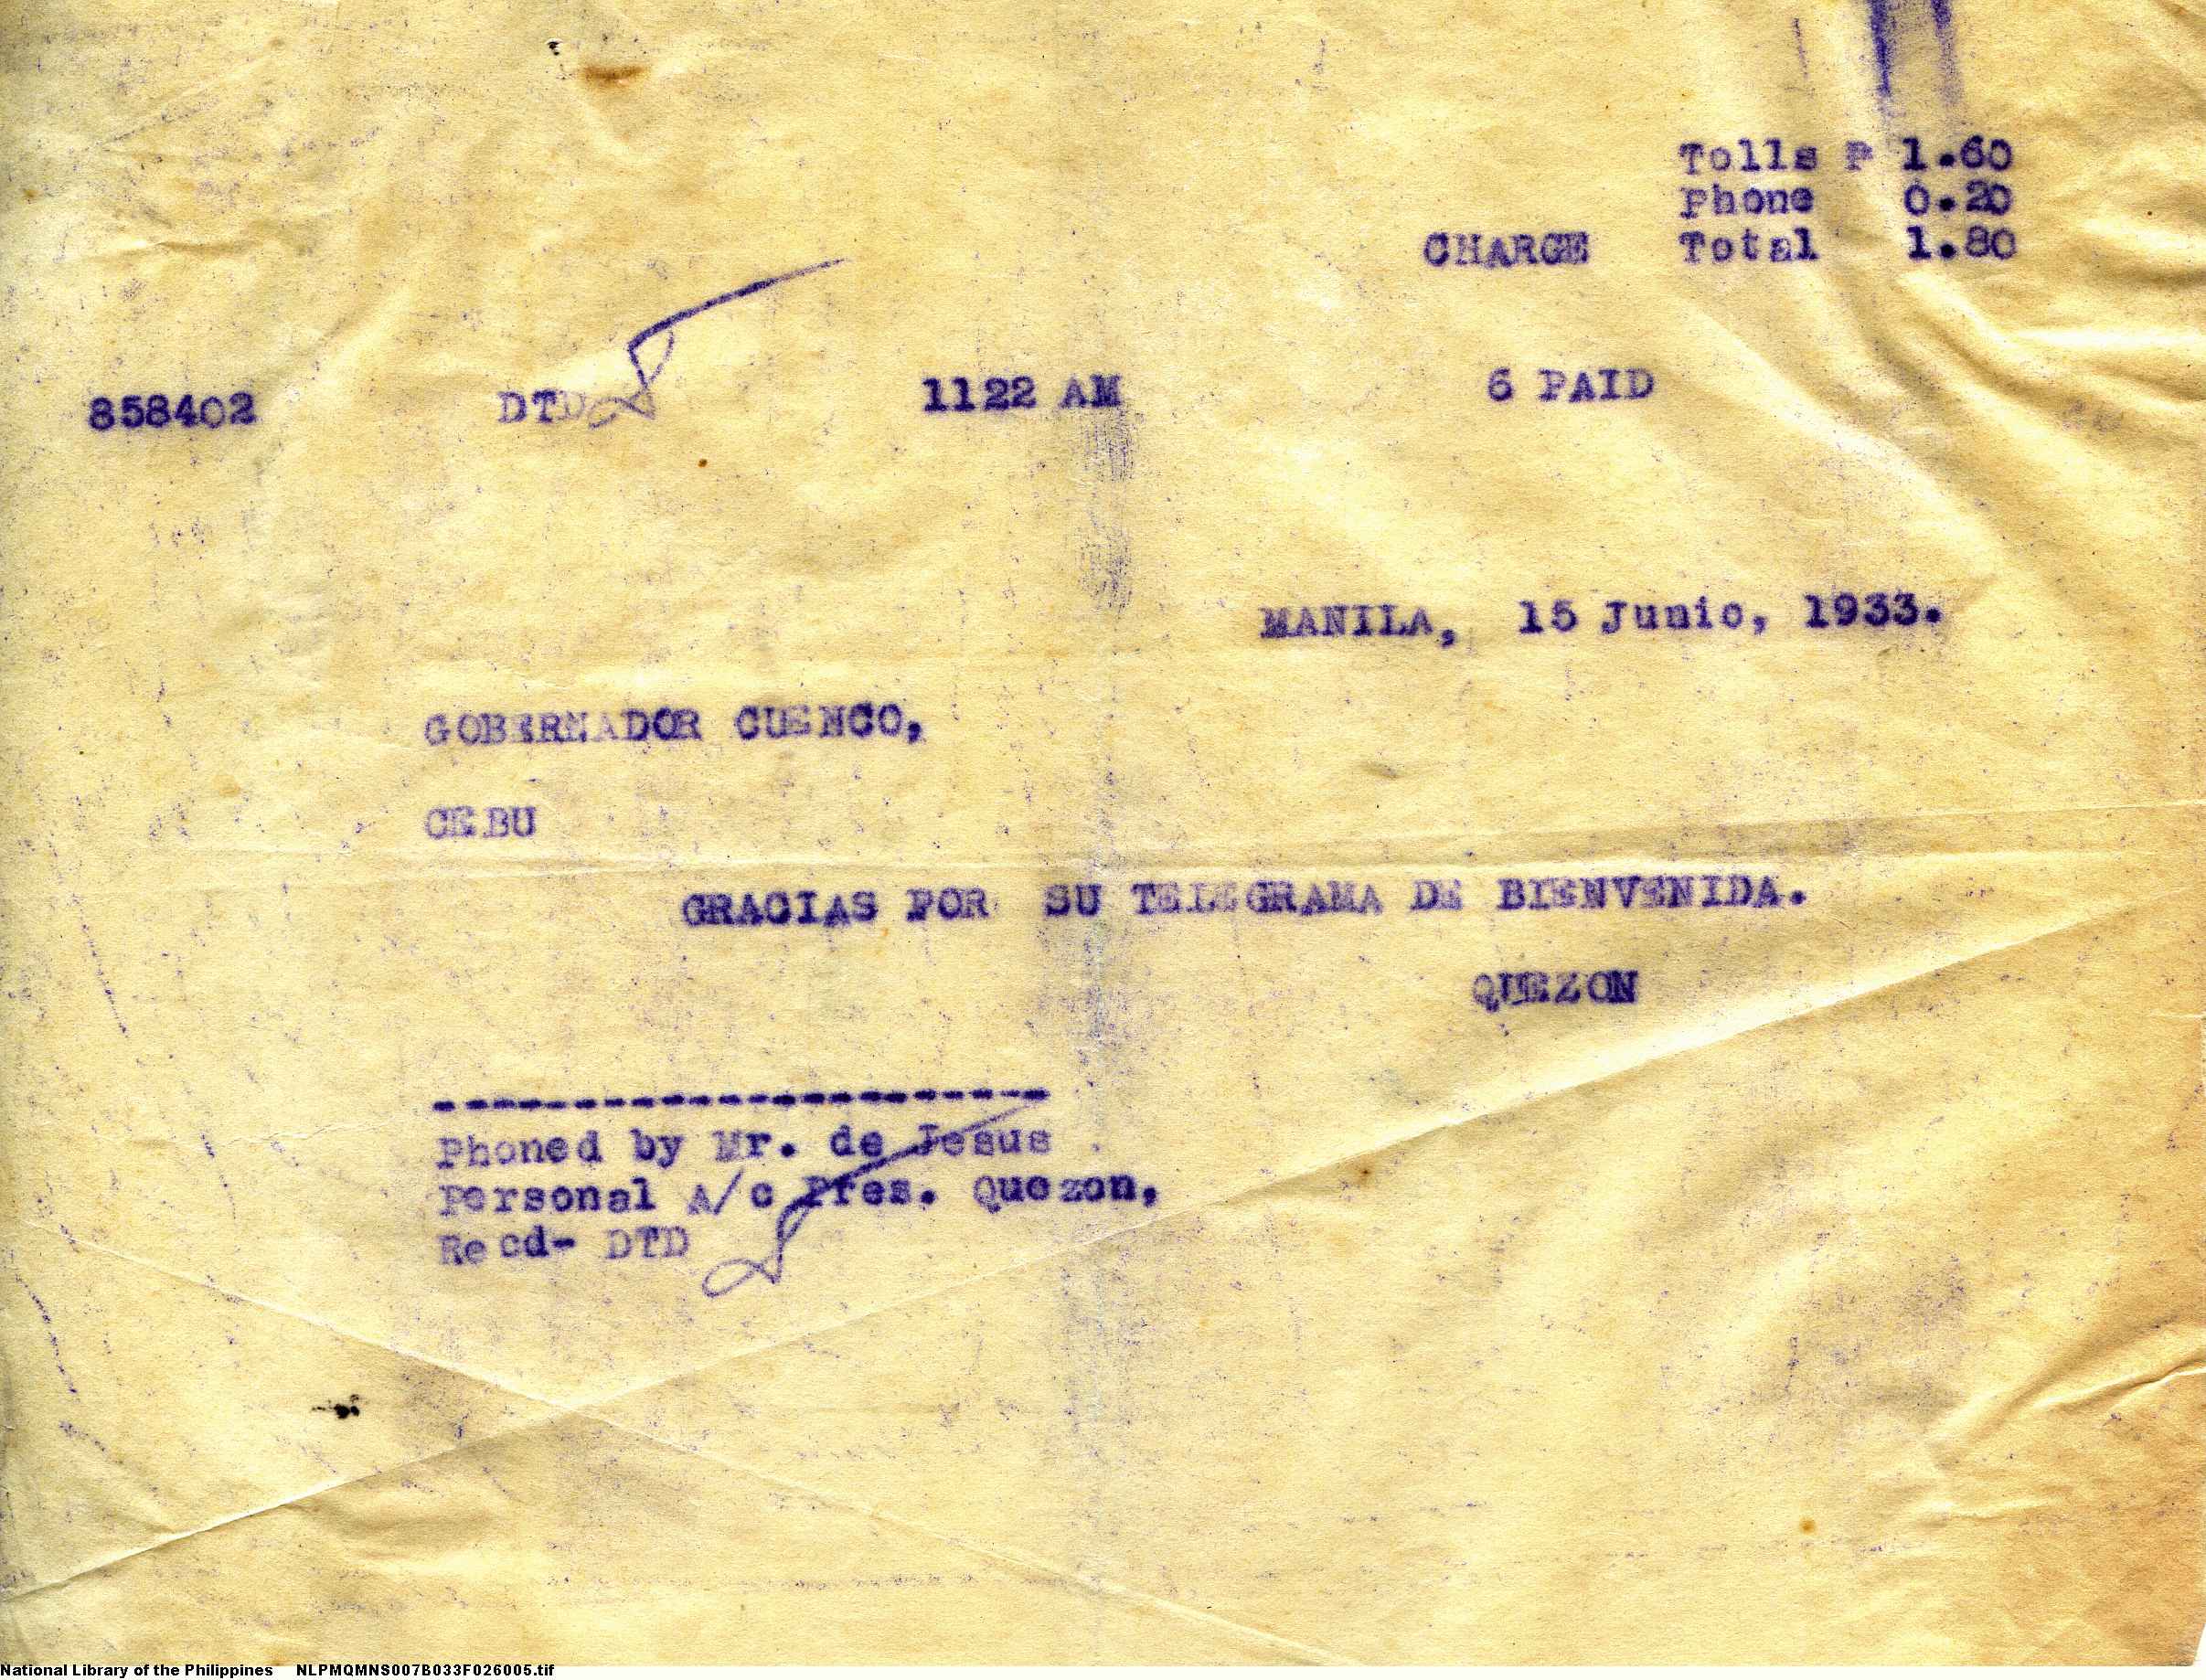 Tolls P 1.60
Phone 0.20
CHARGE Total 1.80
858402 DTD 1122 AM 6 PAID
MANILA, 15 Junio, 1933.
GOBERNADOR CUENCO,
CEBU
GRACIAS POR SU TELEGRAMA DE BIENVENIDA.
QUEZON
--------------------
Phoned by Mr. de Jesus
Personal A/c Pres. Quezon,
Recd- DTD
National Library of the Philippines NLPMQMNS007B033F026005.tif